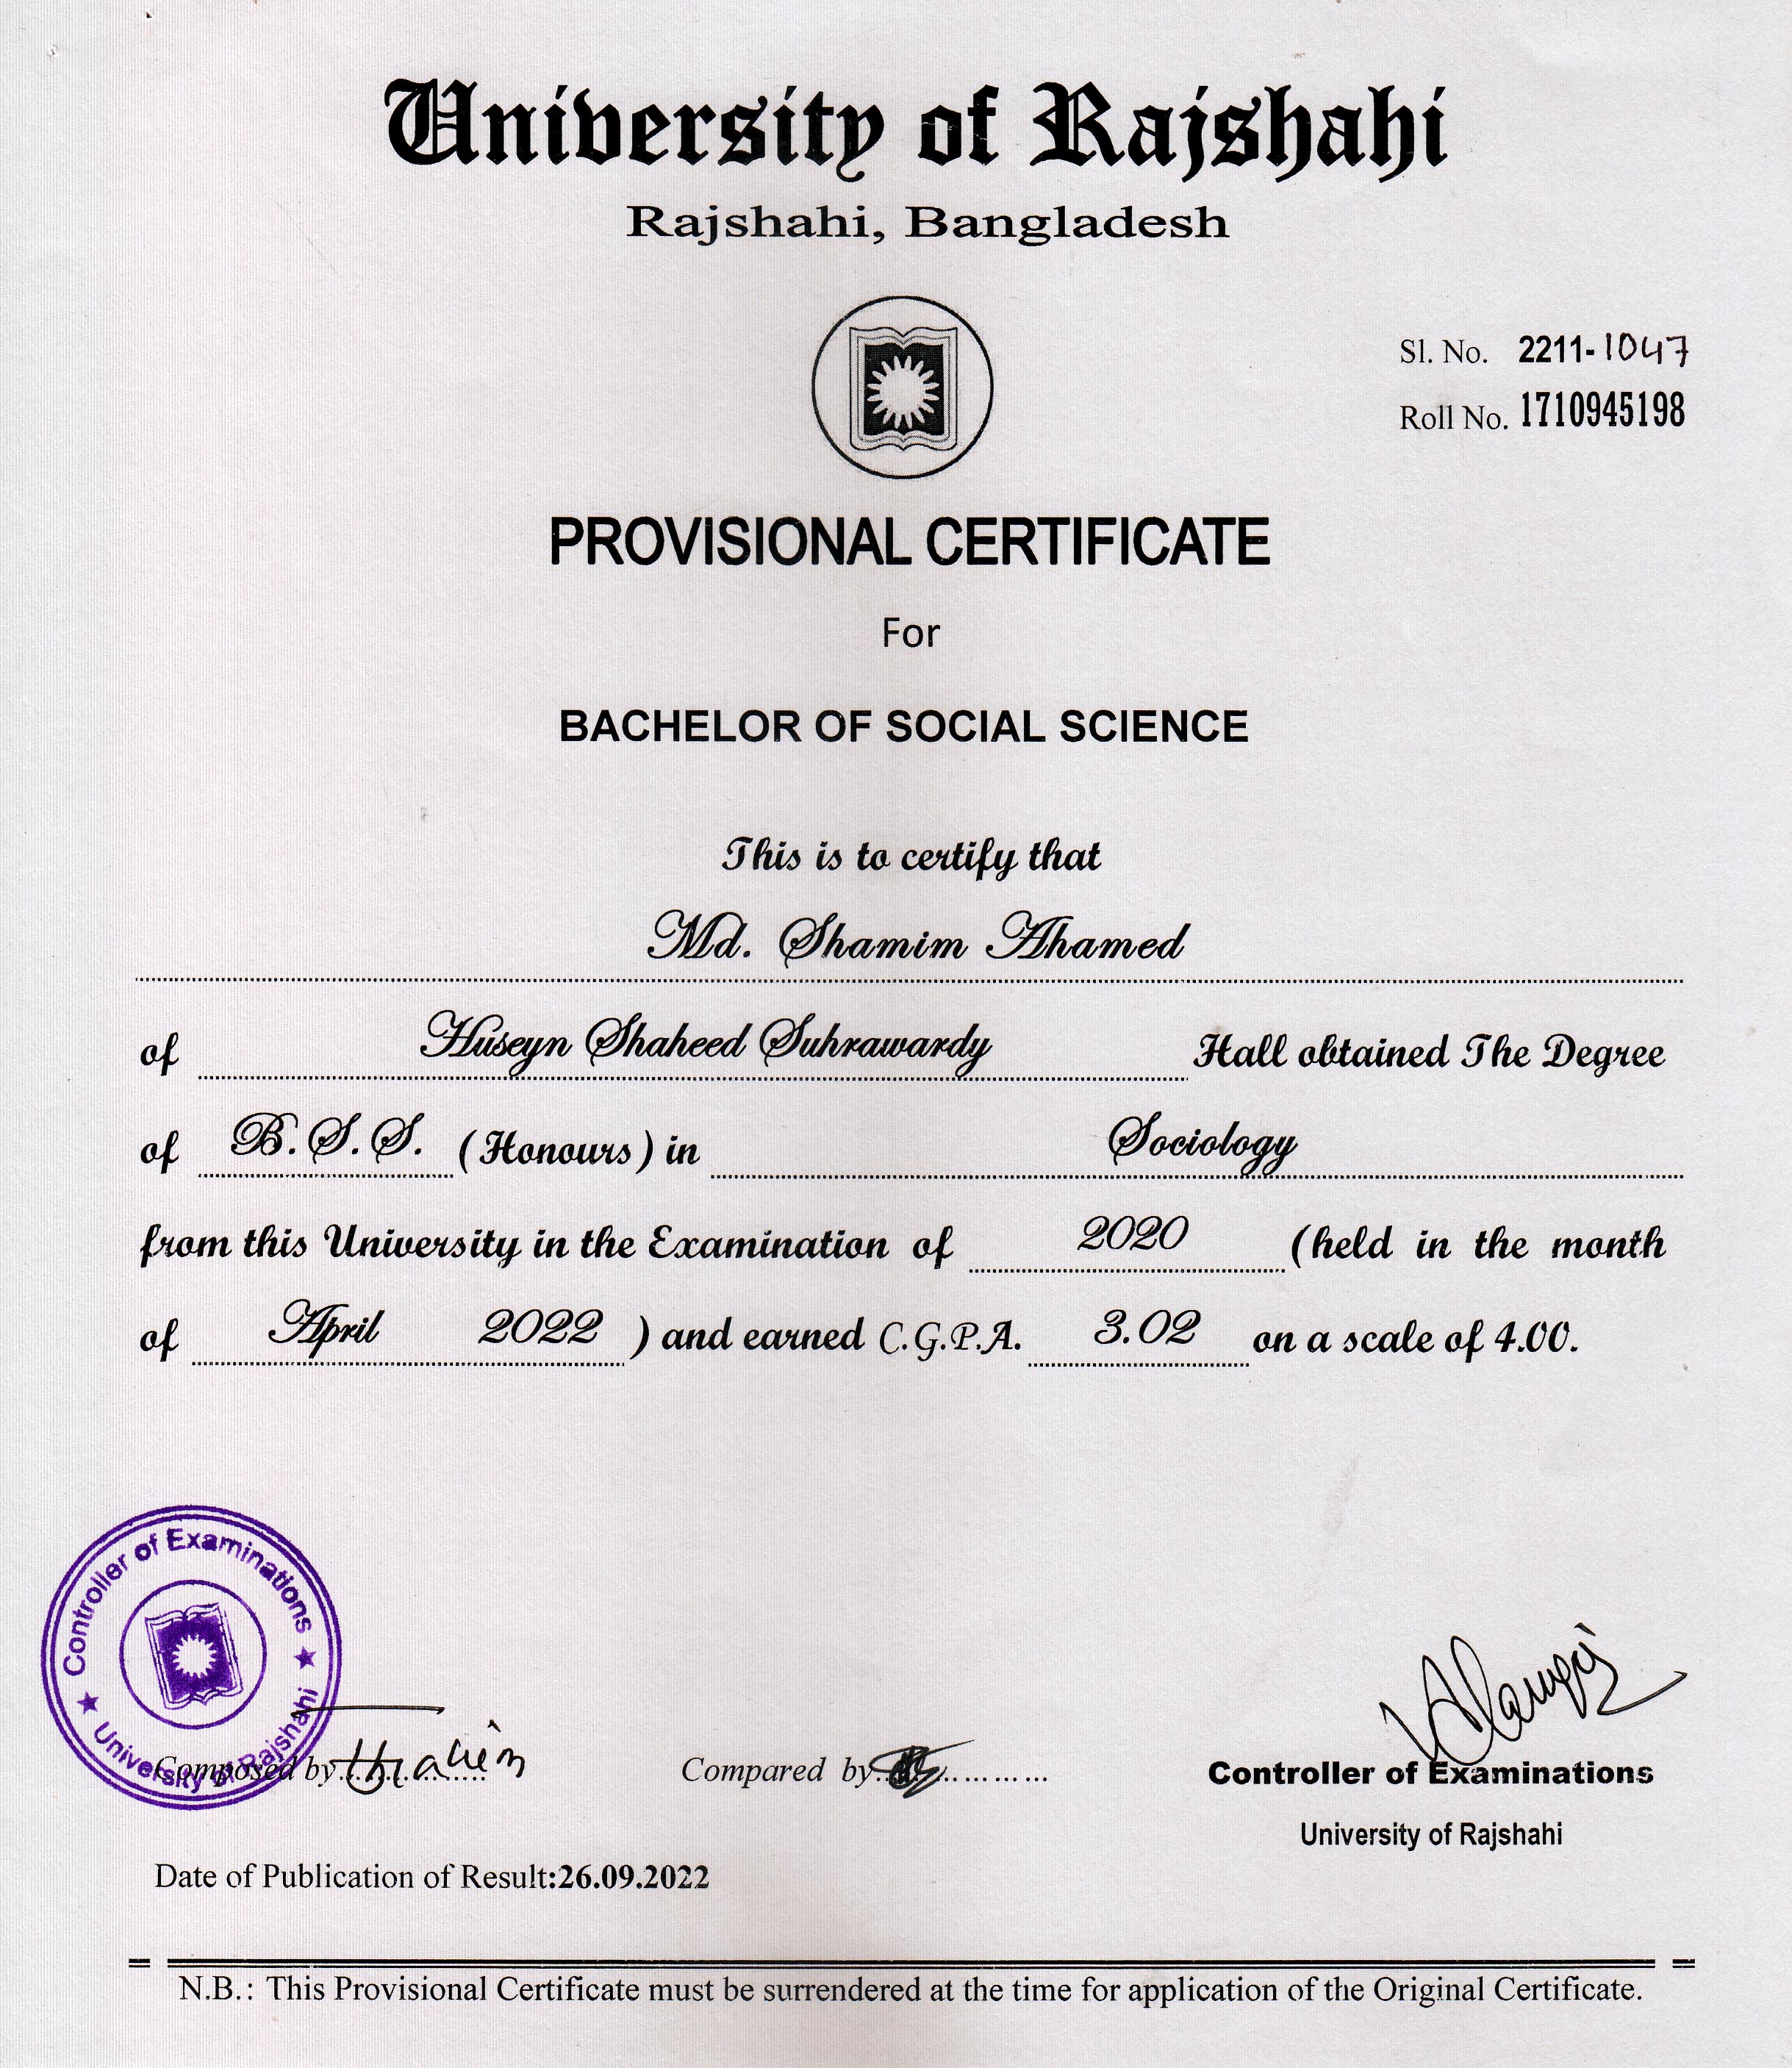 University of Rajshahi
Rajshahi, Bangladesh
Sl. No. 2211-1047
Roll No. 1710945198
PROVISIONAL CERTIFICATE
For
BACHELOR OF SOCIAL SCIENCE
This is to certify that
Md. Shamim Ahamed
of Huseyn Shaheed Suhrawardy Hall obtained The Degree
of B.S.S. (Honours) in Sociology
from this University in the Examination of 2020 (held in the month
of April 2022 ) and earned C.G.P.A. 3.02 on a scale of 4.00.
Controller of Examinations
University of Rajshahi
Composed by
Compared by
Controller of Examinations
University of Rajshahi
Date of Publication of Result:26.09.2022
N.B.: This Provisional Certificate must be surrendered at the time for application of the Original Certificate.